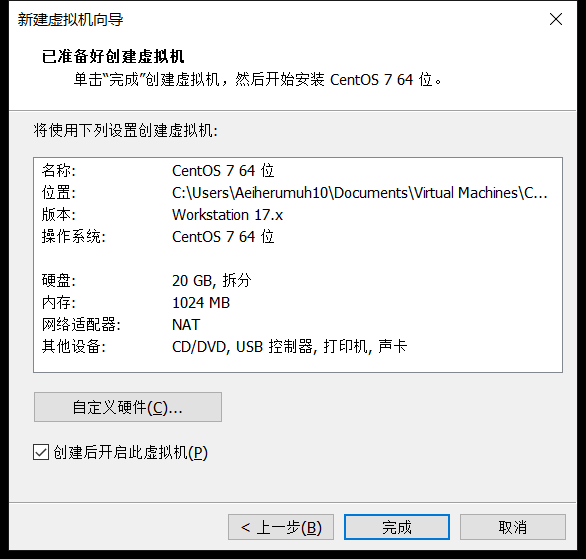 新建虚拟机向导
已准备好创建虚拟机
单击“完成”创建虚拟机，然后开始安装 CentOS 7 64 位。
将使用下列设置创建虚拟机:
名称: CentOS 7 64 位
位置: C:\Users\Aeiherumuh10\Documents\Virtual Machines\C...
版本: Workstation 17.x
操作系统: CentOS 7 64 位
硬盘: 20 GB, 拆分
内存: 1024 MB
网络适配器: NAT
其他设备: CD/DVD, USB 控制器, 打印机, 声卡
自定义硬件(C)...
创建后开启此虚拟机(P)
< 上一步(B) 完成 取消